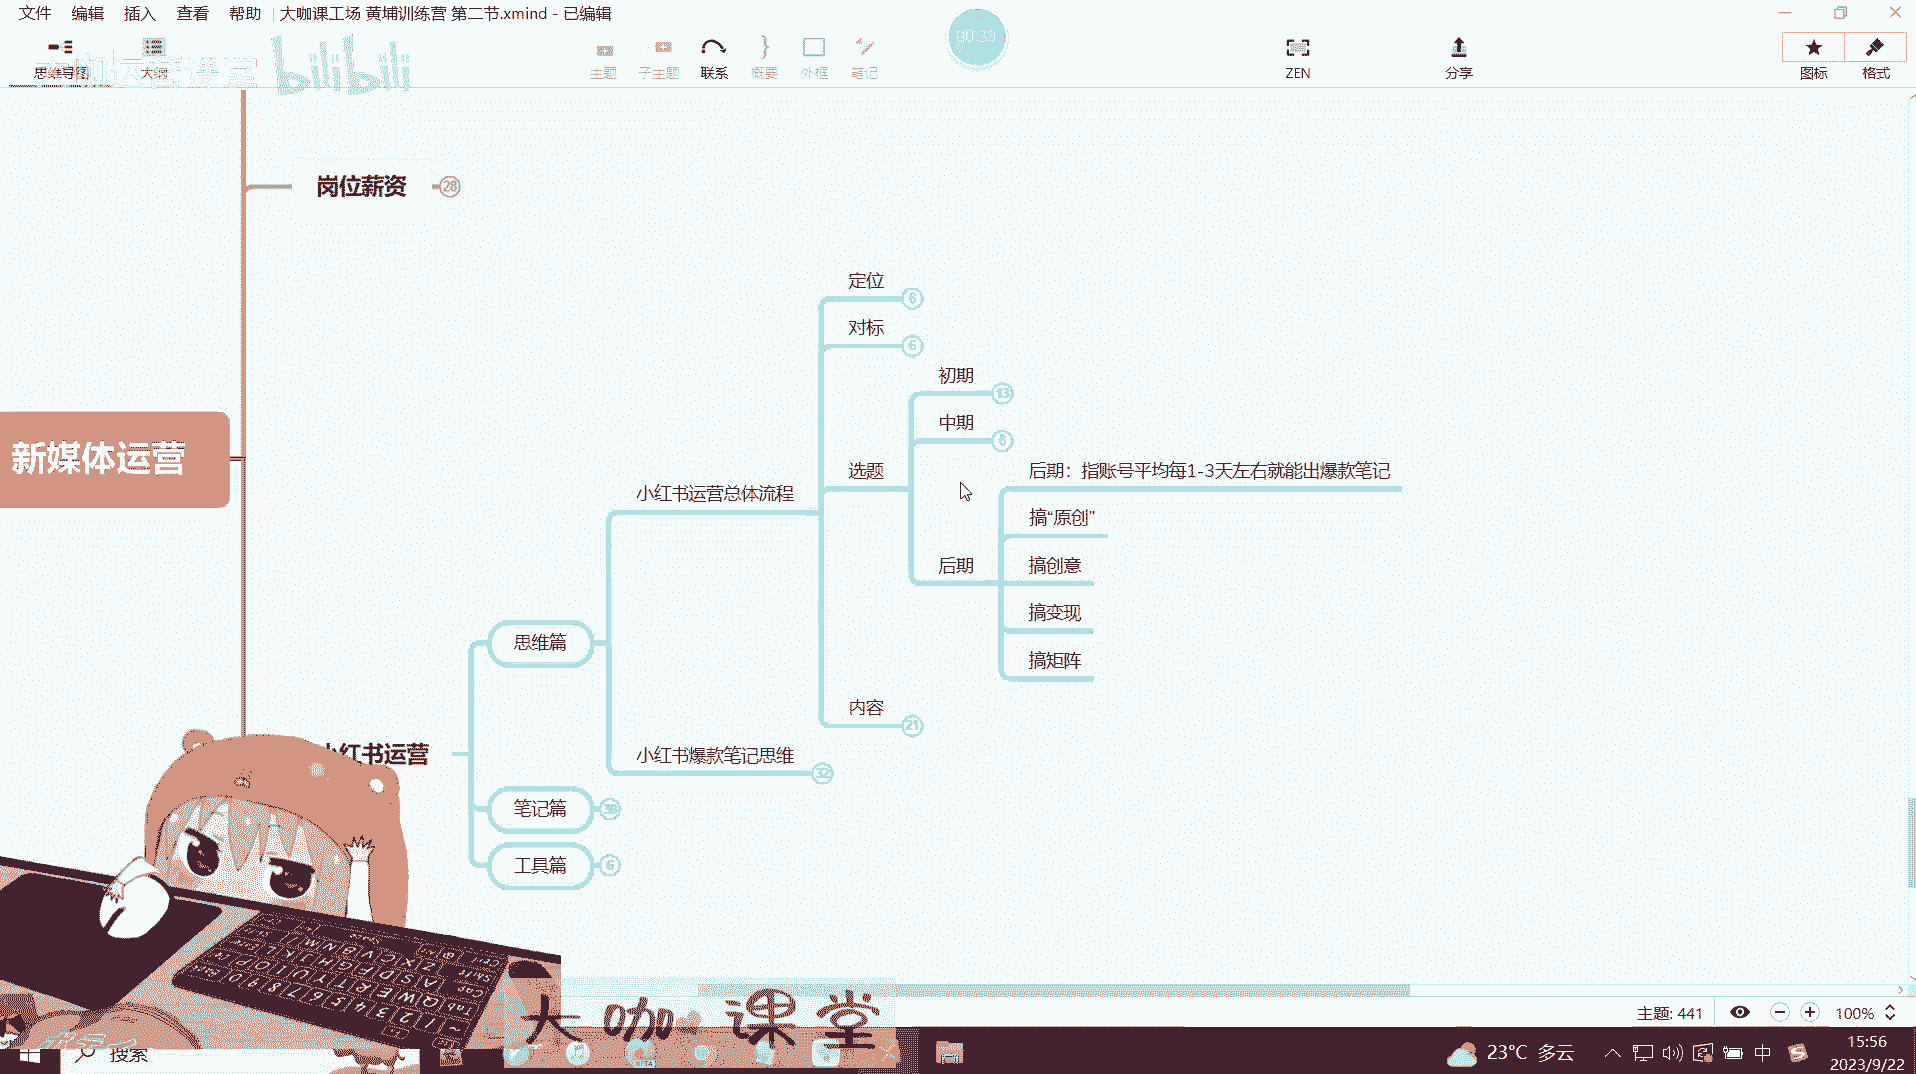 文件 编辑 插入 查看 帮助 大咖课工场 黄埔训练营 第二节.xmind - 已编辑
00:33
思维导图 大纲 主题 子主题 联系 概要 外框 笔记 ZEN 分享 图标 格式
bilibili
岗位薪资 28
定位 6
对标 6
初期 13
中期 6
新媒体运营
选题
后期：指账号平均每1-3天左右就能出爆款笔记
小红书运营总体流程
搞“原创”
后期
搞创意
搞变现
思维篇
搞矩阵
内容 21
小红书运营
小红书爆款笔记思维 32
笔记篇
工具篇 6
大咖课堂
主题: 441 100%
搜索
23°C 多云
中
15:56
2023/9/22